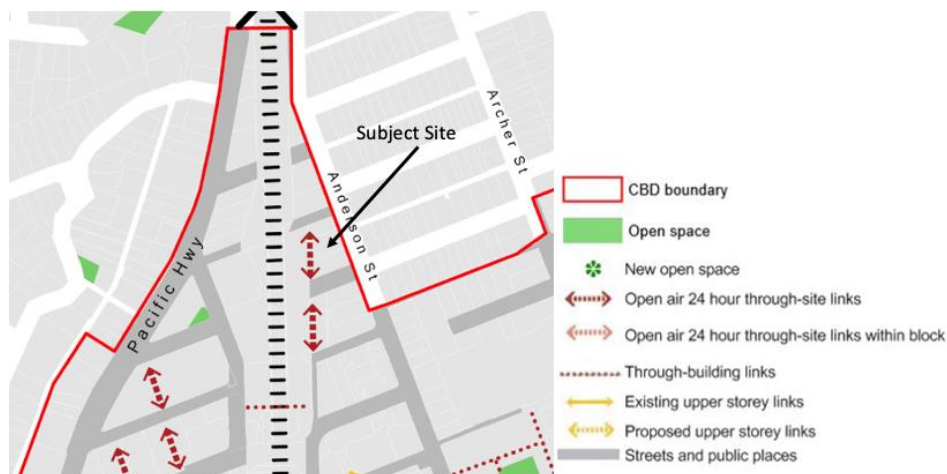 Subject Site
Archer St
Anderson St
Pacific Hwy
CBD boundary
Open space
New open space
Open air 24 hour through-site links
Open air 24 hour through-site links within block
Through-building links
Existing upper storey links
Proposed upper storey links
Streets and public places